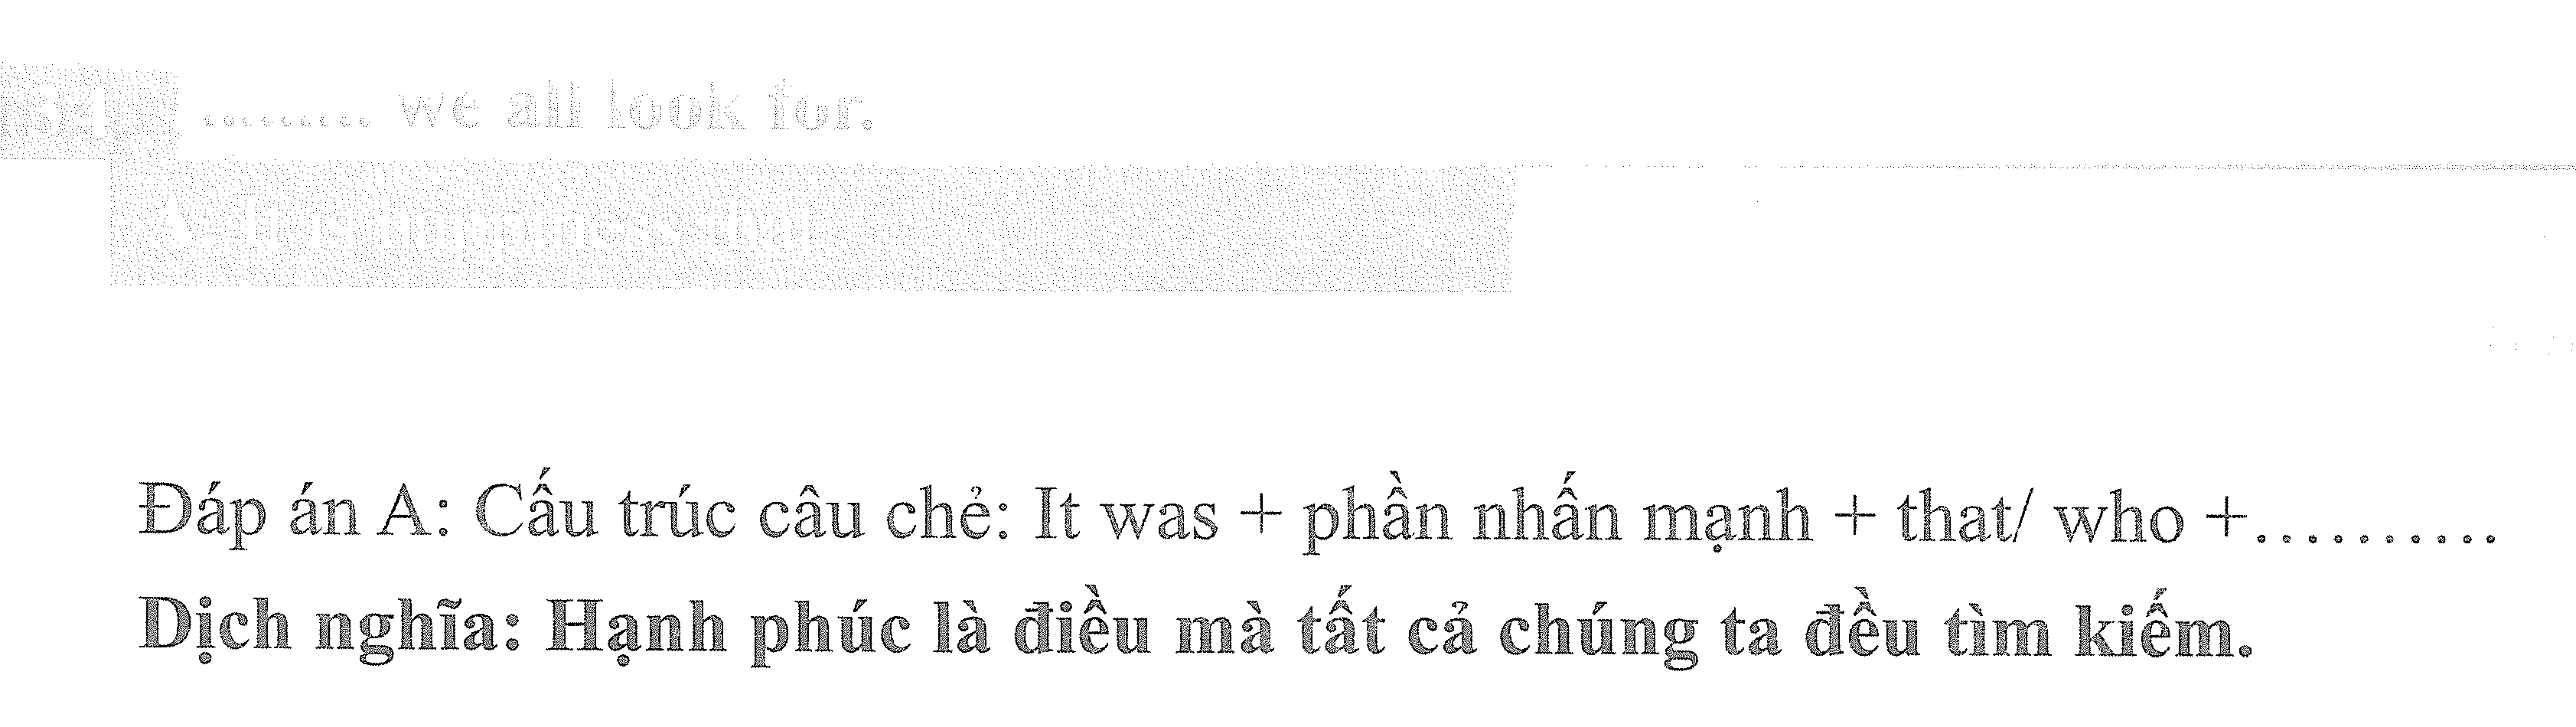 ......... we all look for.
A. It is happiness that
Đáp án A: Cấu trúc câu chẻ: It was + phần nhấn mạnh + that/ who +..........
Dịch nghĩa: Hạnh phúc là điều mà tất cả chúng ta đều tìm kiếm.